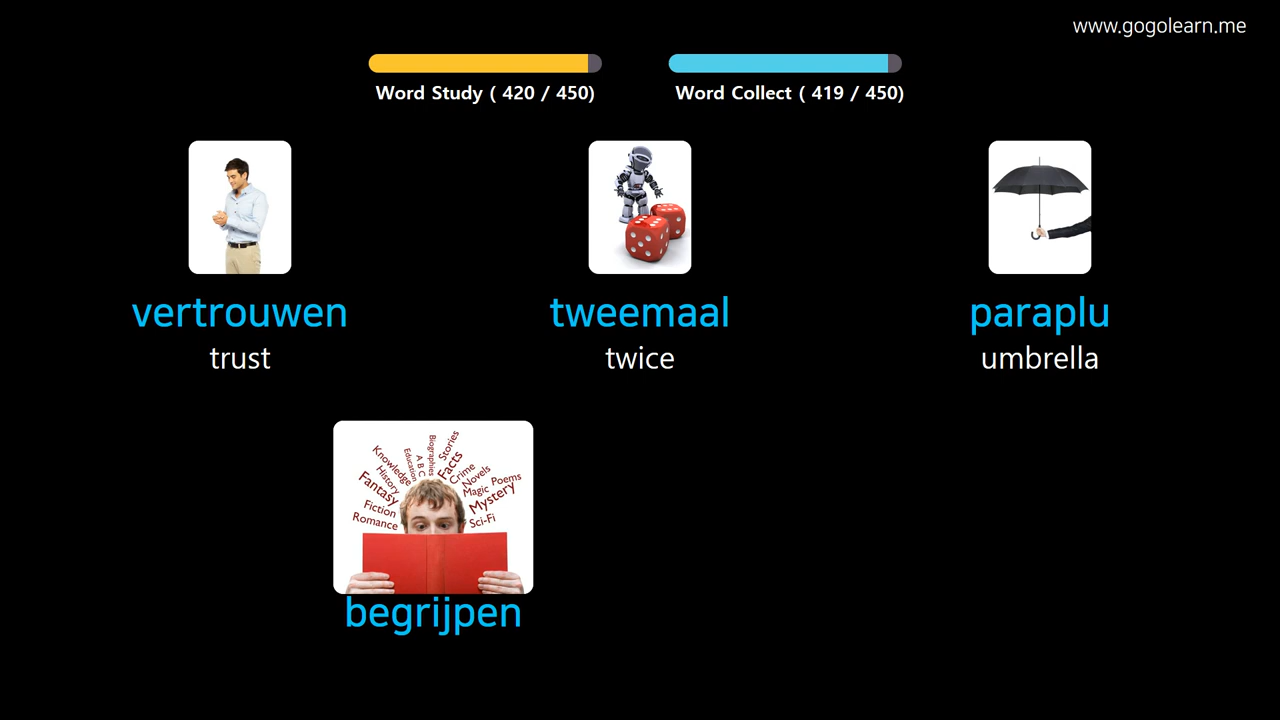 www.gogolearn.me
Word Study ( 420 / 450)
Word Collect ( 419 / 450)
vertrouwen
trust
tweemaal
twice
paraplu
umbrella
Stories
Biographies
A B C
Education
Knowledge
History
Fantasy
Fiction
Romance
Facts
Crime
Novels
Magic
Poems
Mystery
Sci-Fi
begrijpen